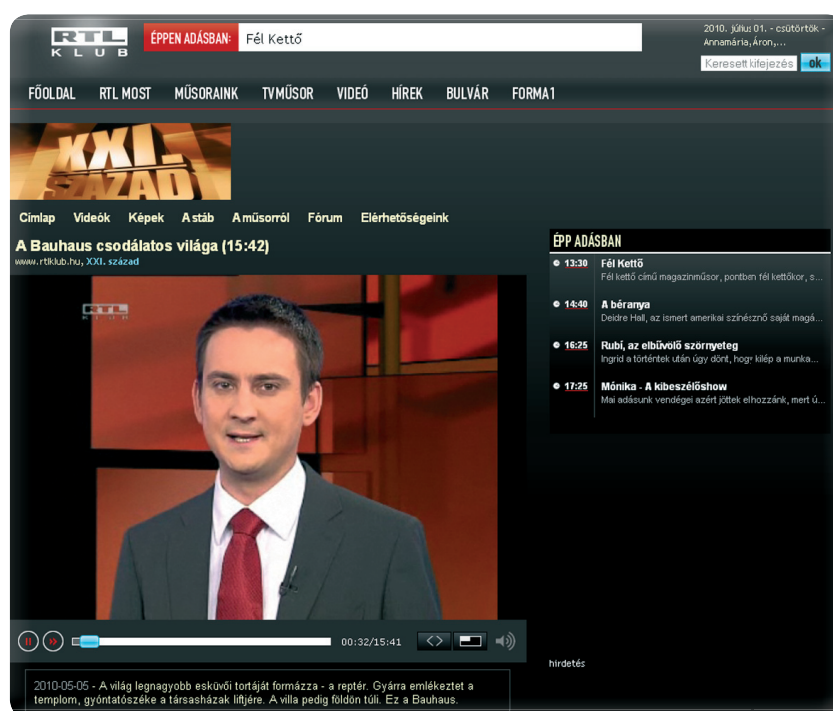 RTL
KLUB
ÉPPEN ADÁSBAN:
Fél Kettő
2010. július 01. - csütörtök -
Annamária, Áron,...
Keresett kifejezés
ok
FŐOLDAL RTL MOST MŰSORAINK TVMŰSOR VIDEÓ HÍREK BULVÁR FORMA1
XXI.
SZÁZAD
Címlap Videók Képek A stáb A műsorról Fórum Elérhetőségeink
A Bauhaus csodálatos világa (15:42)
www.rtlklub.hu, XXI. század
RTL
KLUB
00:32/15:41
2010-05-05 - A világ legnagyobb esküvői tortáját formázza - a reptér. Gyárra emlékeztet a
templom, gyóntatószéke a társasházak liftjére. A villa pedig földön túli. Ez a Bauhaus.
ÉPP ADÁSBAN
13:30 Fél Kettő
Fél kettő című magazinműsor, pontban fél kettőkor, s...
14:40 A béranya
Deidre Hall, az ismert amerikai színésznő saját magá...
16:25 Rubí, az elbűvölő szörnyeteg
Ingrid a történtek után úgy dönt, hogy kilép a munka...
17:25 Mónika - A kibeszélőshow
Mai adásunk vendégei azért jöttek elhozzánk, mert ú...
hirdetés